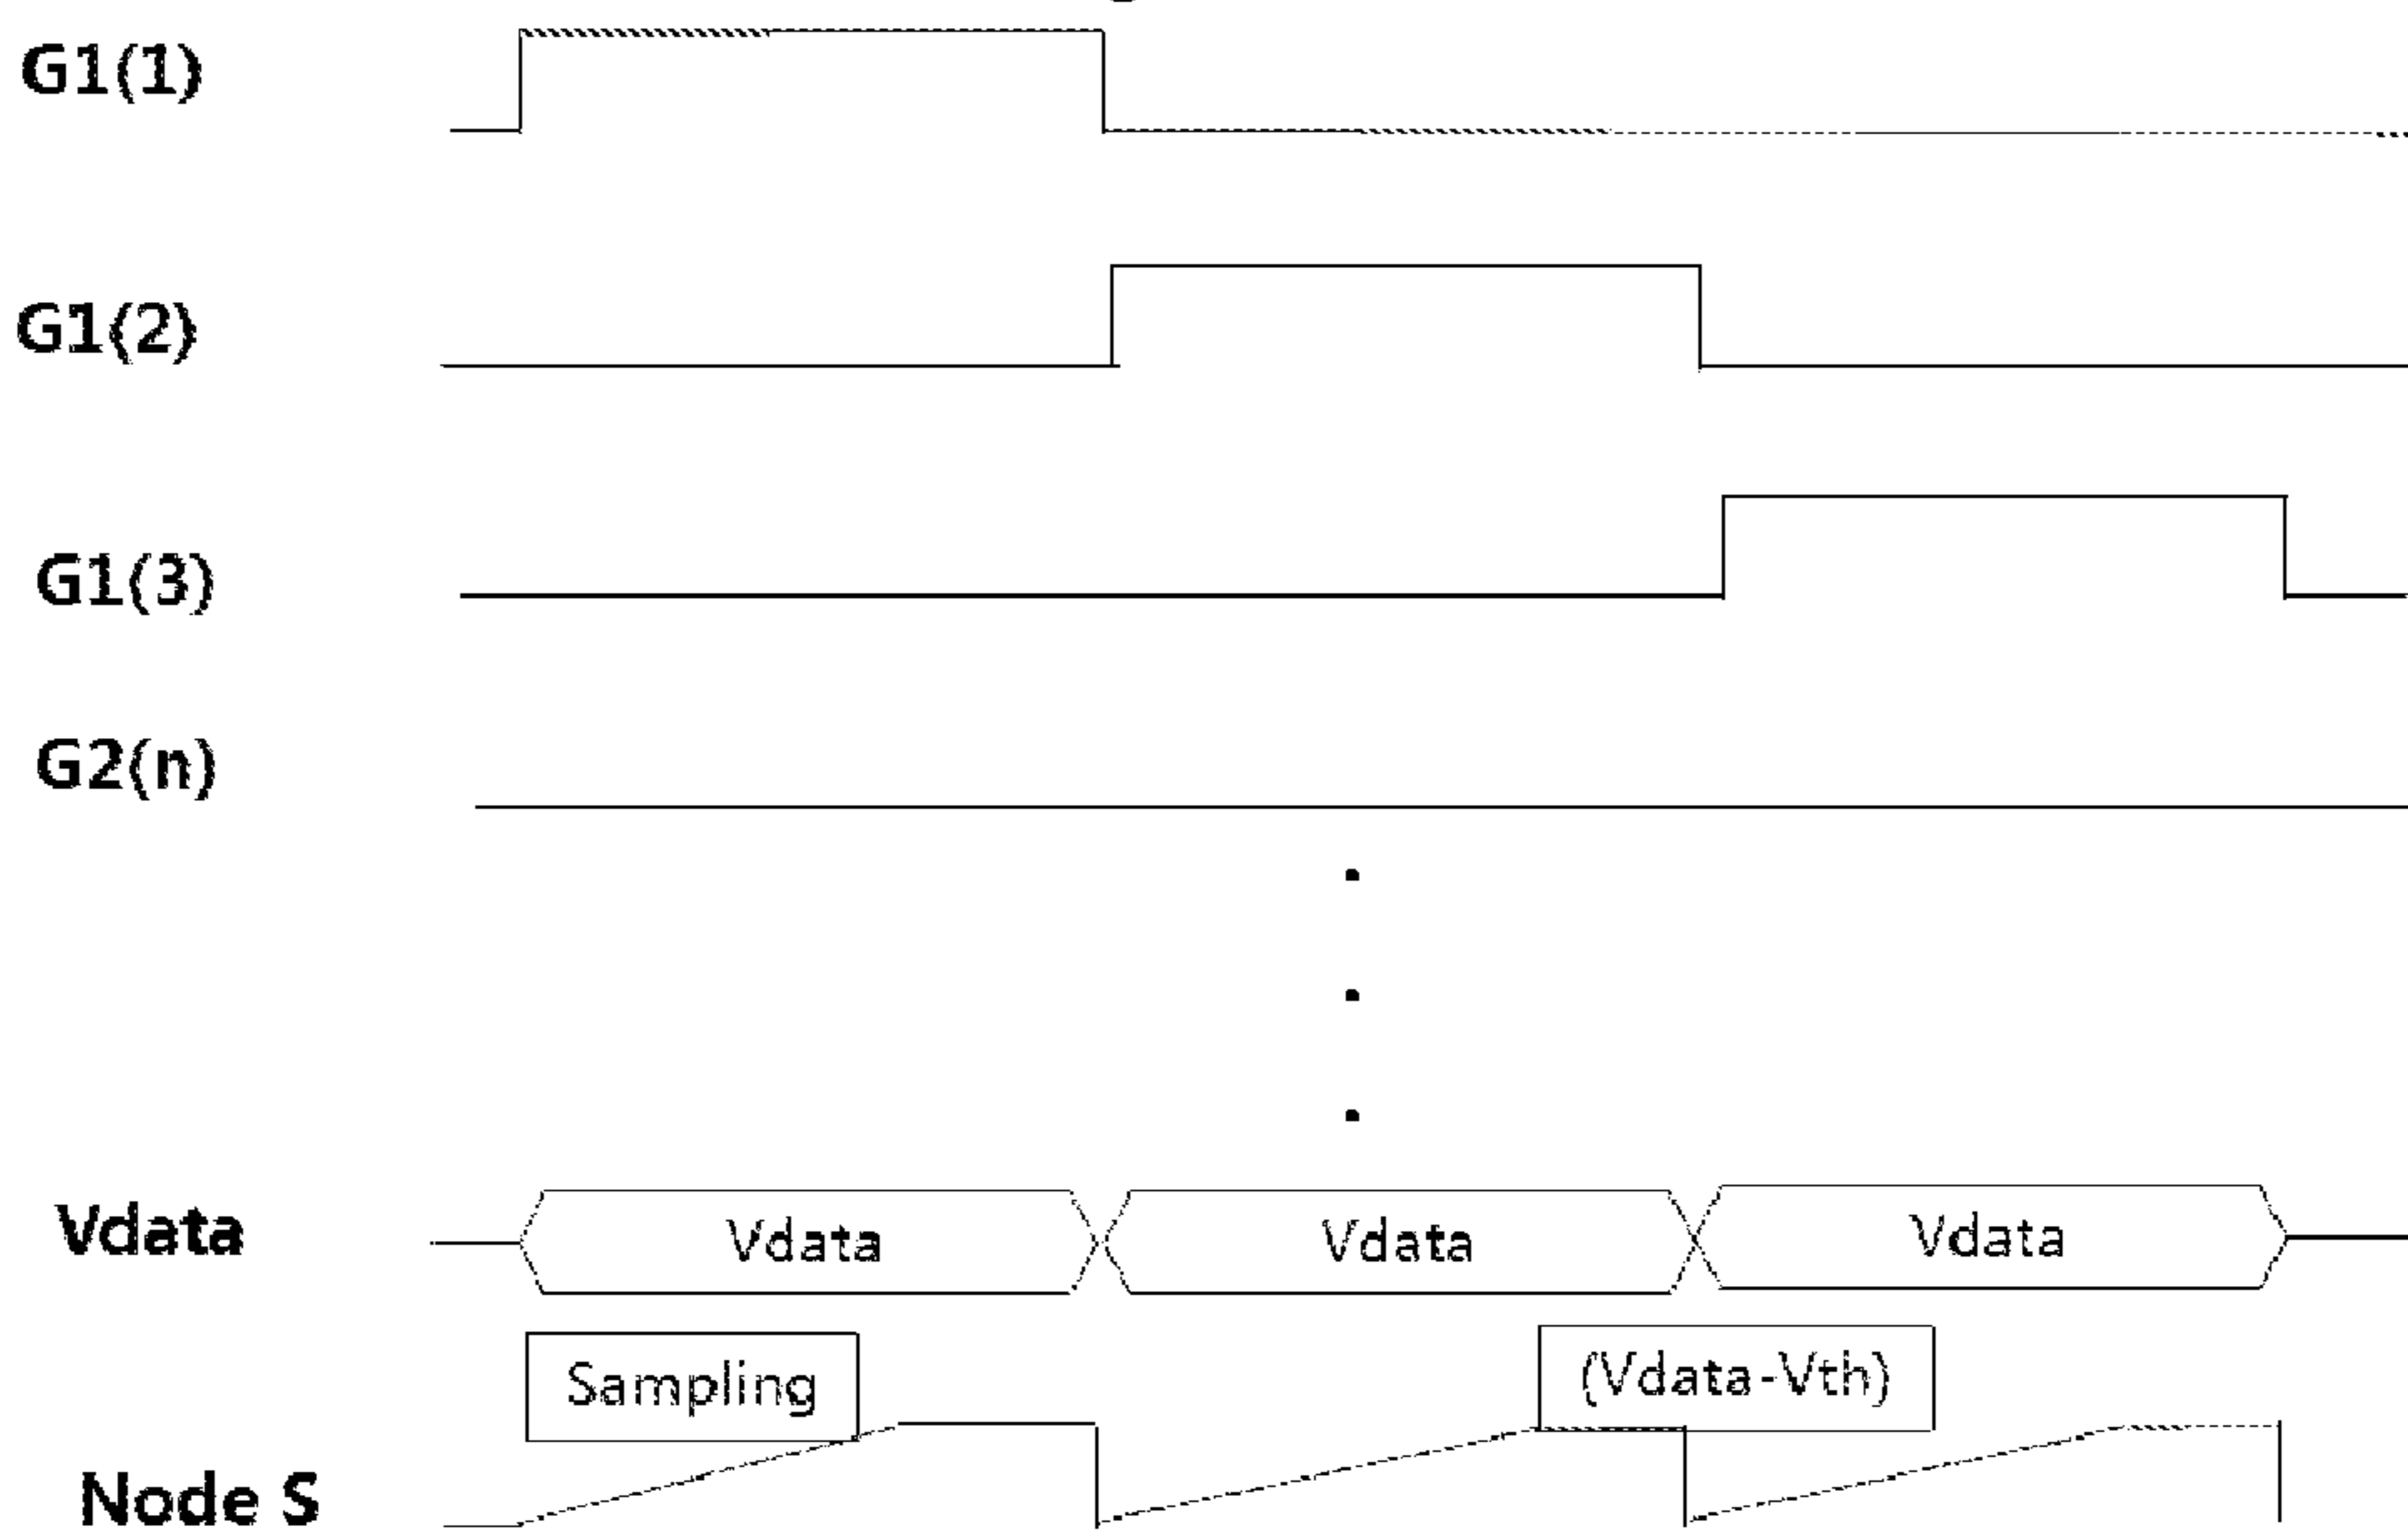 G1(1)
G1(2)
G1(3)
G2(n)
Vdata
Vdata
Vdata
Vdata
Sampling
(Vdata-Vth)
Node S